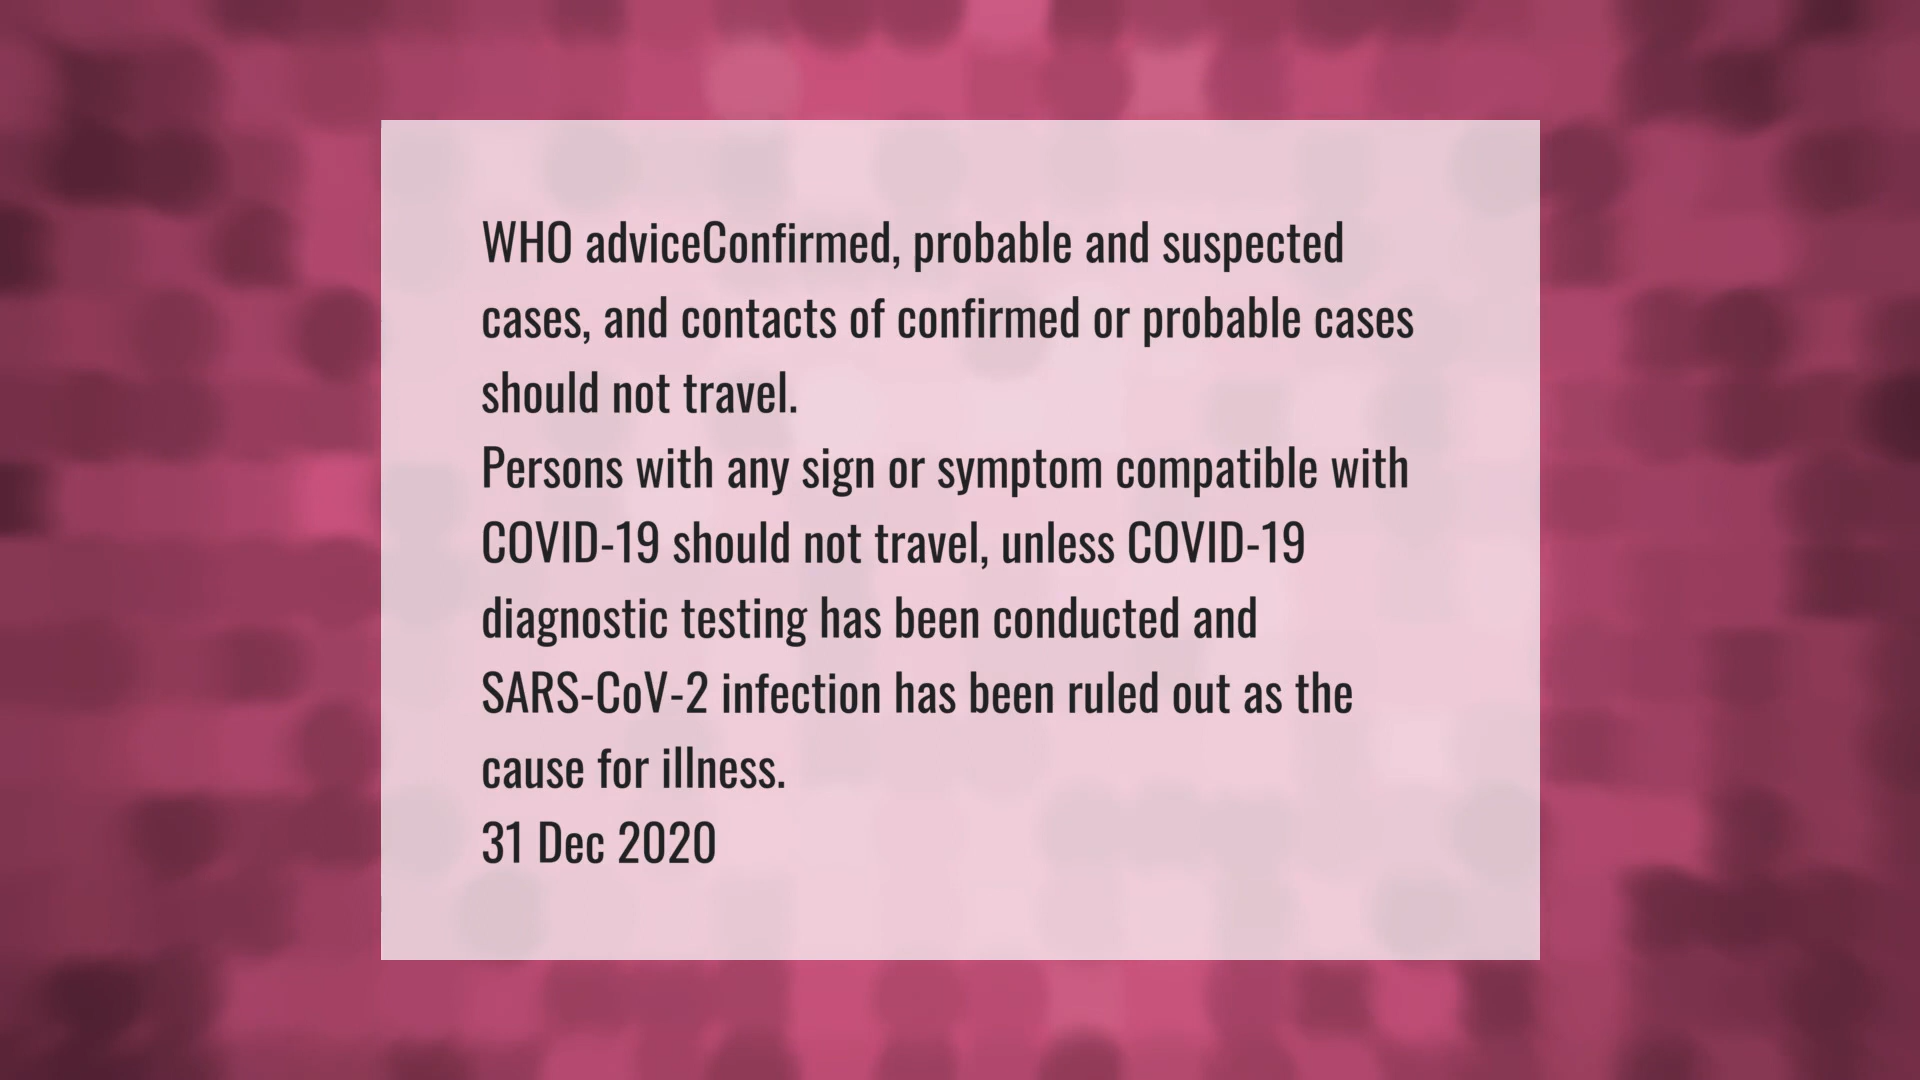 WHO adviceConfirmed, probable and suspected
cases, and contacts of confirmed or probable cases
should not travel.
Persons with any sign or symptom compatible with
COVID-19 should not travel, unless COVID-19
diagnostic testing has been conducted and
SARS-CoV-2 infection has been ruled out as the
cause for illness.
31 Dec 2020